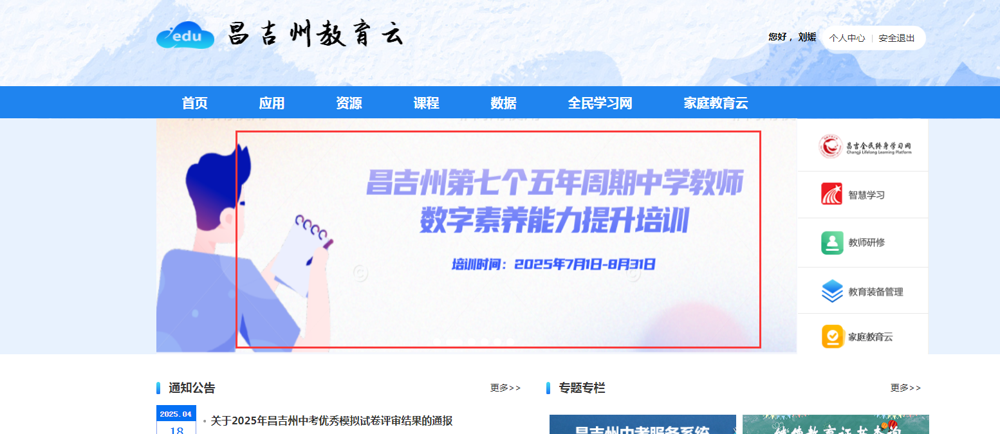 edu 昌吉州教育云
您好，刘媛 个人中心 | 安全退出
首页 应用 资源 课程 数据 全民学习网 家庭教育云
昌吉全民终身学习网
Changji Lifelong Learning Platform
昌吉州第七个五年周期中学教师
数字素养能力提升培训
培训时间：2025年7月1日-8月31日
智慧学习
教师研修
教育装备管理
家庭教育云
通知公告 更多>>
2025.04
18
关于2025年昌吉州中考优秀模拟试卷评审结果的通报
专题专栏 更多>>
昌吉州中考服务系统
继续教育证书查询